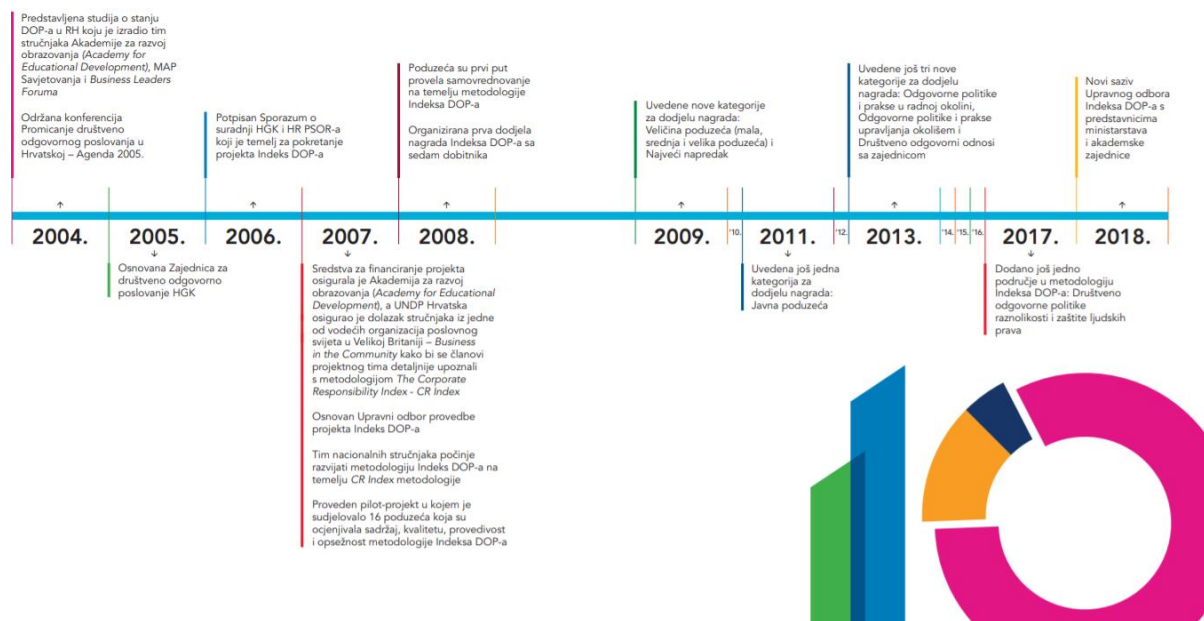 Predstavljena studija o stanju
DOP-a u RH koju je izradio tim
stručnjaka Akademije za razvoj
obrazovanja (Academy for
Educational Development), MAP
Savjetovanja i Business Leaders
Foruma
Održana konferencija
Promicanje društveno
odgovornog poslovanja u
Hrvatskoj – Agenda 2005.
Potpisan Sporazum o
suradnji HGK i HR PSOR-a
koji je temelj za pokretanje
projekta Indeks DOP-a
Poduzeća su prvi put
provela samovrednovanje
na temelju metodologije
Indeksa DOP-a
Organizirana prva dodjela
nagrada Indeksa DOP-a sa
sedam dobitnika
Uvedene nove kategorije
za dodjelu nagrada:
Veličina poduzeća (mala,
srednja i velika poduzeća) i
Najveći napredak
Uvedene još tri nove
kategorije za dodjelu
nagrada: Odgovorne politike
i prakse u radnoj okolini,
Odgovorne politike i prakse
upravljanja okolišem i
Društveno odgovorni odnosi
sa zajednicom
Novi saziv
Upravnog odbora
Indeksa DOP-a s
predstavnicima
ministarstava
i akademske
zajednice
2004. 2005. 2006. 2007. 2008. 2009. '10. 2011. '12. 2013. '14. '15. '16. 2017. 2018.
Osnovana Zajednica za
društveno odgovorno
poslovanje HGK
Sredstva za financiranje projekta
osigurala je Akademija za razvoj
obrazovanja (Academy for Educational
Development), a UNDP Hrvatska
osigurao je dolazak stručnjaka iz jedne
od vodećih organizacija poslovnog
svijeta u Velikoj Britaniji – Business
in the Community kako bi se članovi
projektnog tima detaljnije upoznali
s metodologijom The Corporate
Responsibility Index - CR Index
Osnovan Upravni odbor provedbe
projekta Indeks DOP-a
Tim nacionalnih stručnjaka počinje
razvijati metodologiju Indeks DOP-a na
temelju CR Index metodologije
Proveden pilot-projekt u kojem je
sudjelovalo 16 poduzeća koja su
ocjenjivala sadržaj, kvalitetu, provedivost
i opsežnost metodologije Indeksa DOP-a
Uvedena još jedna
kategorija za
dodjelu nagrada:
Javna poduzeća
Dodano još jedno
područje u metodologiju
Indeksa DOP-a: Društveno
odgovorne politike
raznolikosti i zaštite ljudskih
prava
10